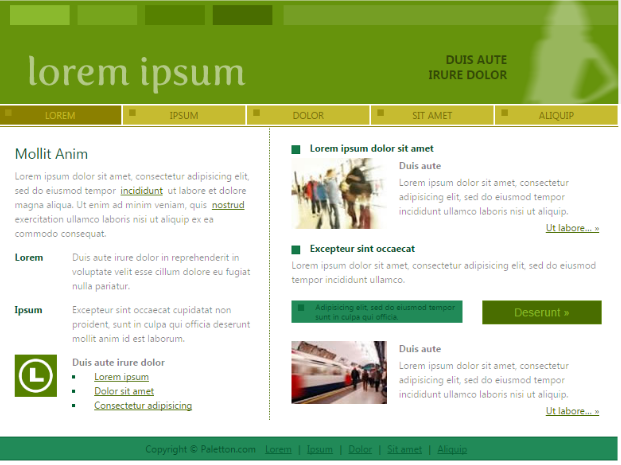 lorem ipsum
DUIS AUTE
IRURE DOLOR
LOREM
IPSUM
DOLOR
SIT AMET
ALIQUIP
Mollit Anim
Lorem ipsum dolor sit amet, consectetur adipisicing elit,
sed do eiusmod tempor incididunt ut labore et dolore
magna aliqua. Ut enim ad minim veniam, quis nostrud
exercitation ullamco laboris nisi ut aliquip ex ea
commodo consequat.
Lorem
Duis aute irure dolor in reprehenderit in
voluptate velit esse cillum dolore eu fugiat
nulla pariatur.
Ipsum
Excepteur sint occaecat cupidatat non
proident, sunt in culpa qui officia deserunt
mollit anim id est laborum.
Duis aute irure dolor
Lorem ipsum
Dolor sit amet
Consectetur adipisicing
Lorem ipsum dolor sit amet
Duis aute
Lorem ipsum dolor sit amet, consectetur
adipisicing elit, sed do eiusmod tempor
incididunt ullamco laboris nisi ut aliquip.
Ut labore... »
Excepteur sint occaecat
Lorem ipsum dolor sit amet, consectetur adipisicing elit, sed do eiusmod
tempor incididunt ullamco.
Adipisicing elit, sed do eiusmod tempor
sunt in culpa qui officia.
Deserunt »
Duis aute
Lorem ipsum dolor sit amet, consectetur
adipisicing elit, sed do eiusmod tempor
incididunt ullamco laboris nisi ut aliquip.
Ut labore... »
Copyright © Paletton.com Lorem | Ipsum | Dolor | Sit amet | Aliquip